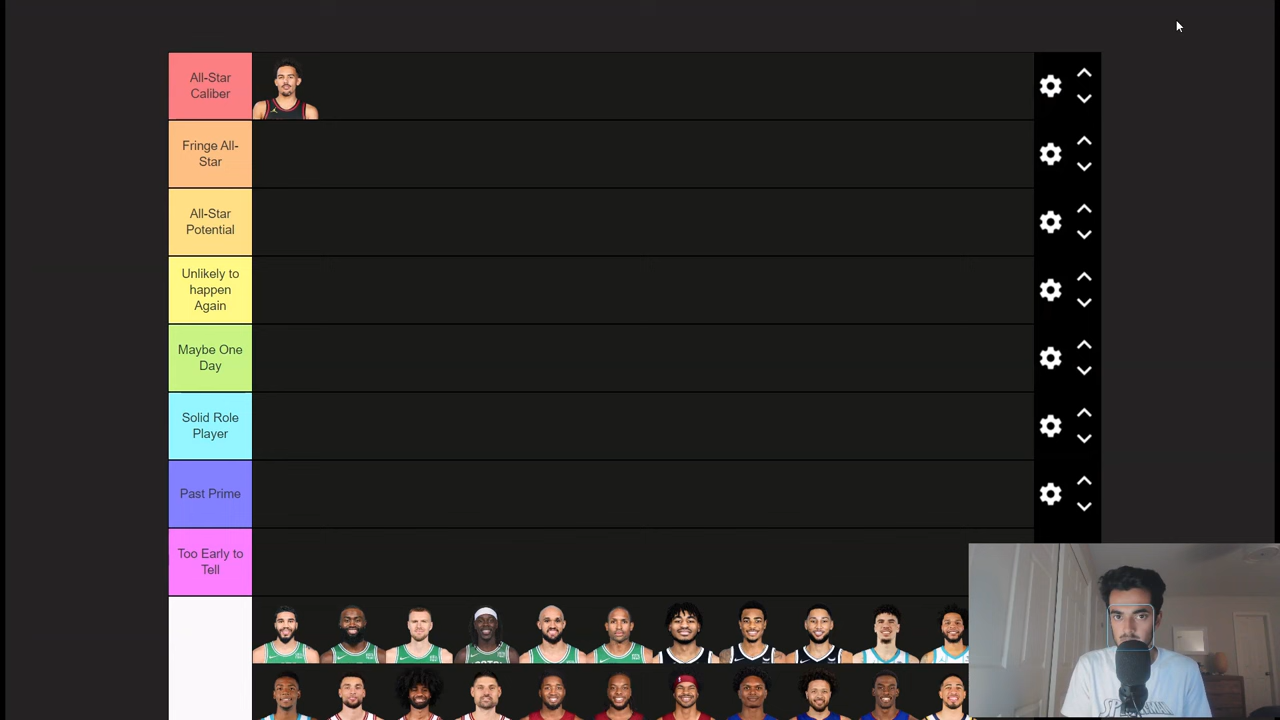 All-Star
Caliber
Fringe All-
Star
All-Star
Potential
Unlikely to
happen
Again
Maybe One
Day
Solid Role
Player
Past Prime
Too Early to
Tell